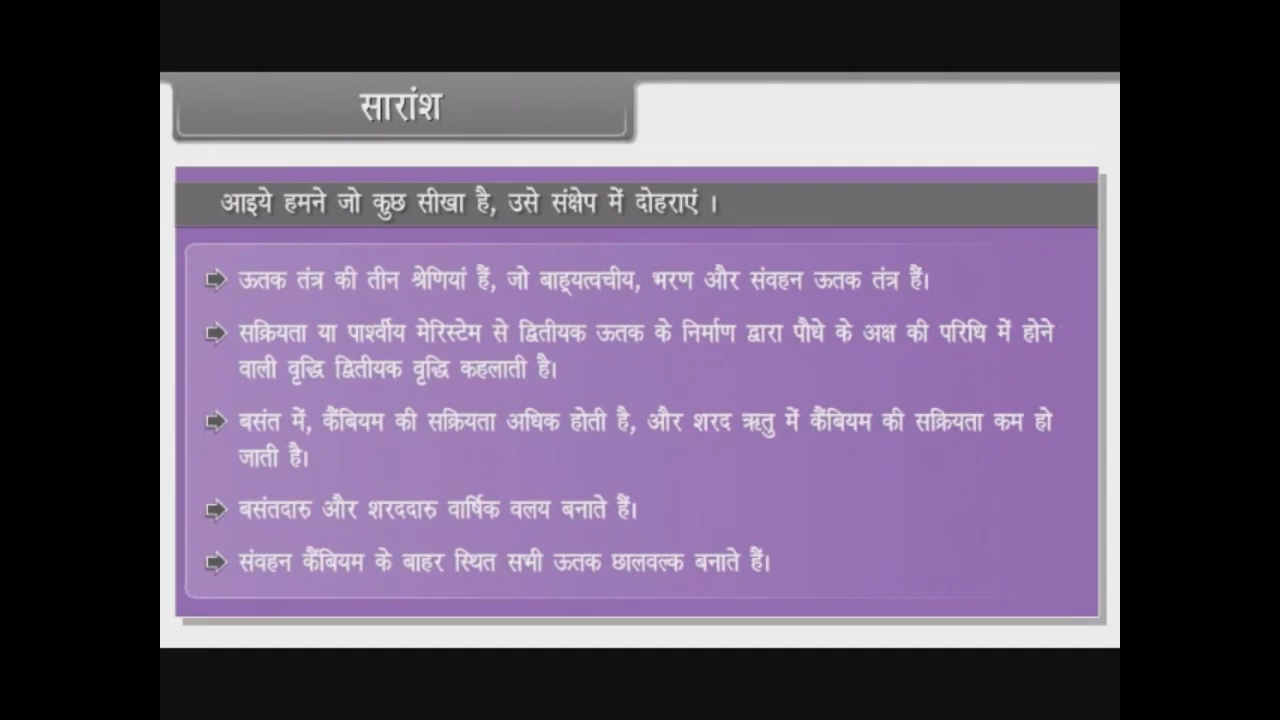 सारांश
आइये हमने जो कुछ सीखा है, उसे संक्षेप में दोहराएं ।
ऊतक तंत्र की तीन श्रेणियां हैं, जो बाह्यत्वचीय, भरण और संवहन ऊतक तंत्र हैं।
सक्रियता या पार्श्वीय मेरिस्टेम से द्वितीयक ऊतक के निर्माण द्वारा पौधे के अक्ष की परिधि में होने
वाली वृद्धि द्वितीयक वृद्धि कहलाती है।
बसंत में, कैंबियम की सक्रियता अधिक होती है, और शरद ऋतु में कैंबियम की सक्रियता कम हो
जाती है।
बसंतदारु और शरददारु वार्षिक वलय बनाते हैं।
संवहन कैंबियम के बाहर स्थित सभी ऊतक छालवल्क बनाते हैं।